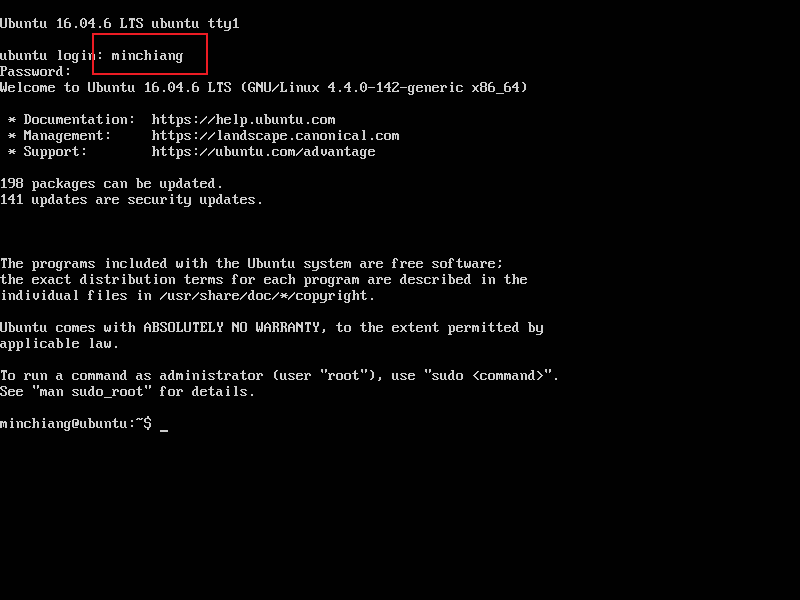 Ubuntu 16.04.6 LTS ubuntu tty1
ubuntu login: minchiang
Password:
Welcome to Ubuntu 16.04.6 LTS (GNU/Linux 4.4.0-142-generic x86_64)
* Documentation:  https://help.ubuntu.com
* Management:     https://landscape.canonical.com
* Support:        https://ubuntu.com/advantage
198 packages can be updated.
141 updates are security updates.
The programs included with the Ubuntu system are free software;
the exact distribution terms for each program are described in the
individual files in /usr/share/doc/*/copyright.
Ubuntu comes with ABSOLUTELY NO WARRANTY, to the extent permitted by
applicable law.
To run a command as administrator (user "root"), use "sudo <command>".
See "man sudo_root" for details.
minchiang@ubuntu:~$ _